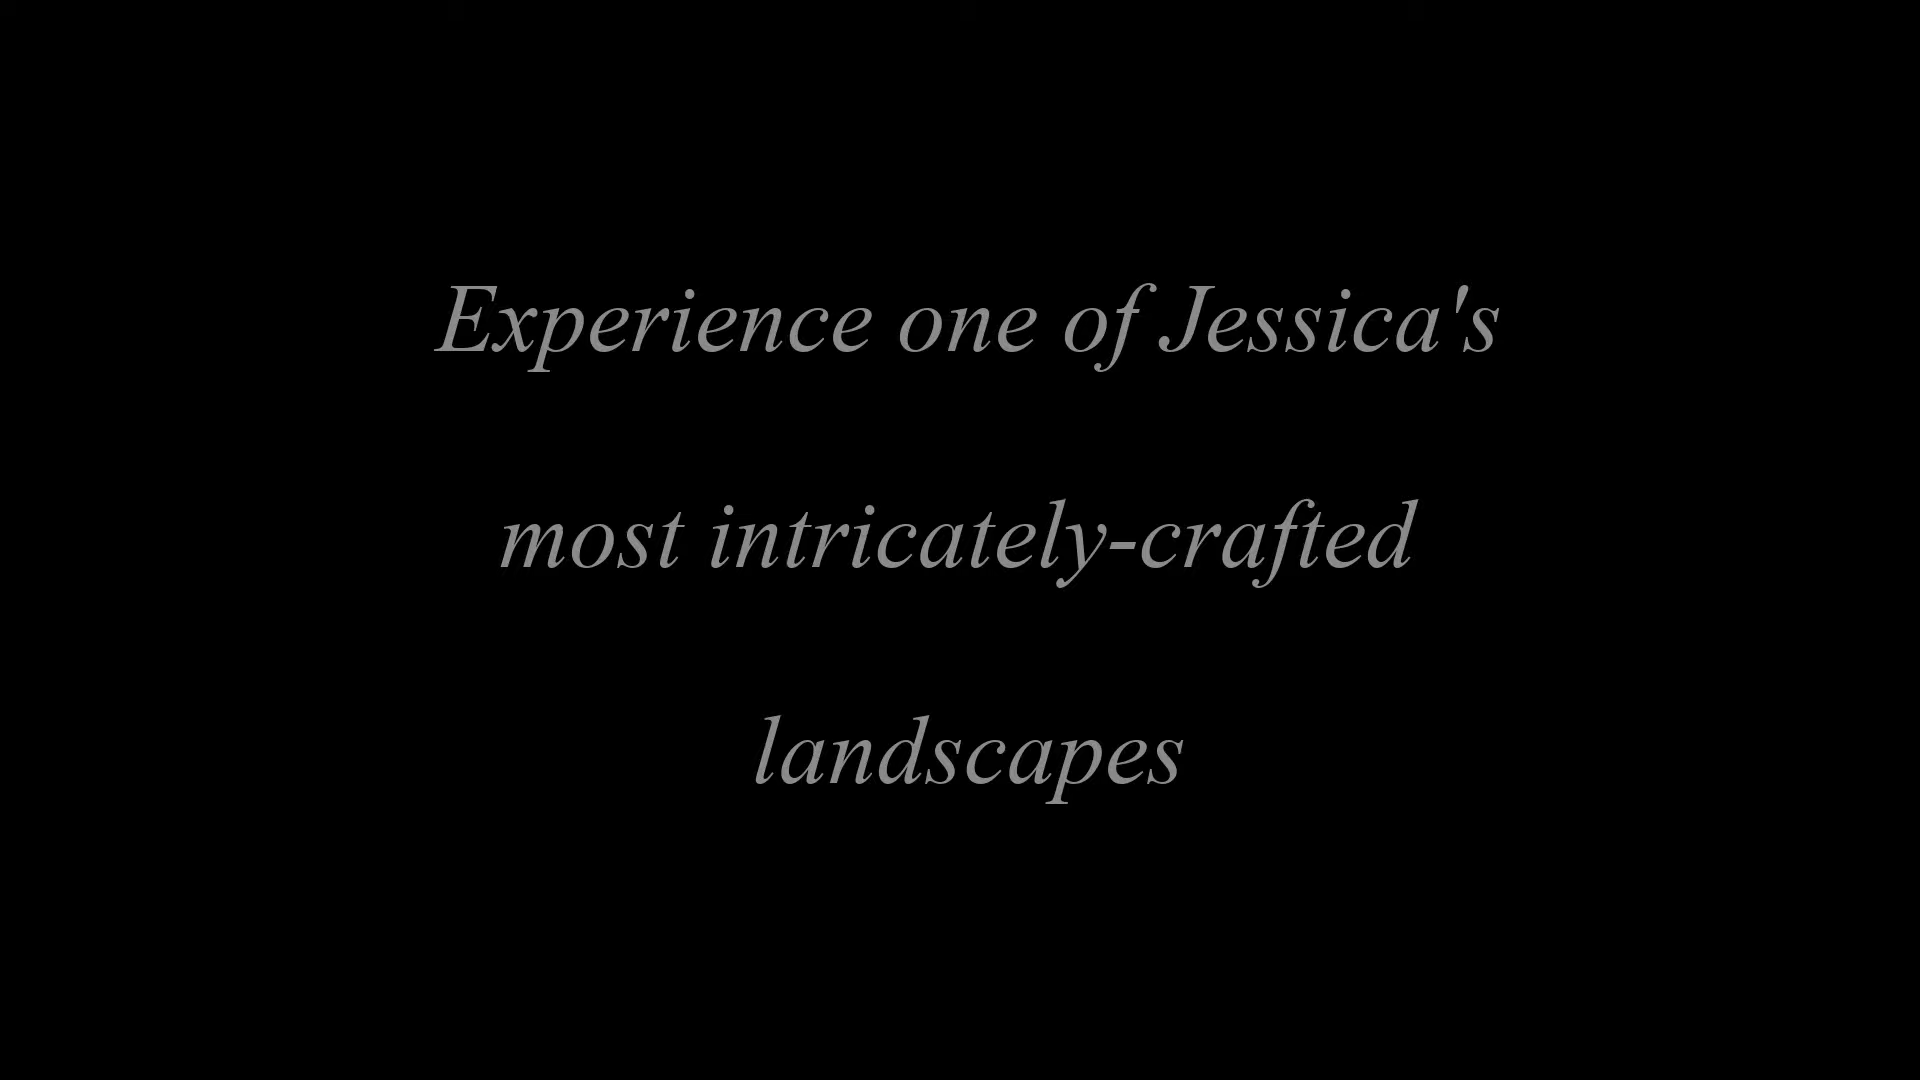 Experience one of Jessica's
most intricately-crafted
landscapes